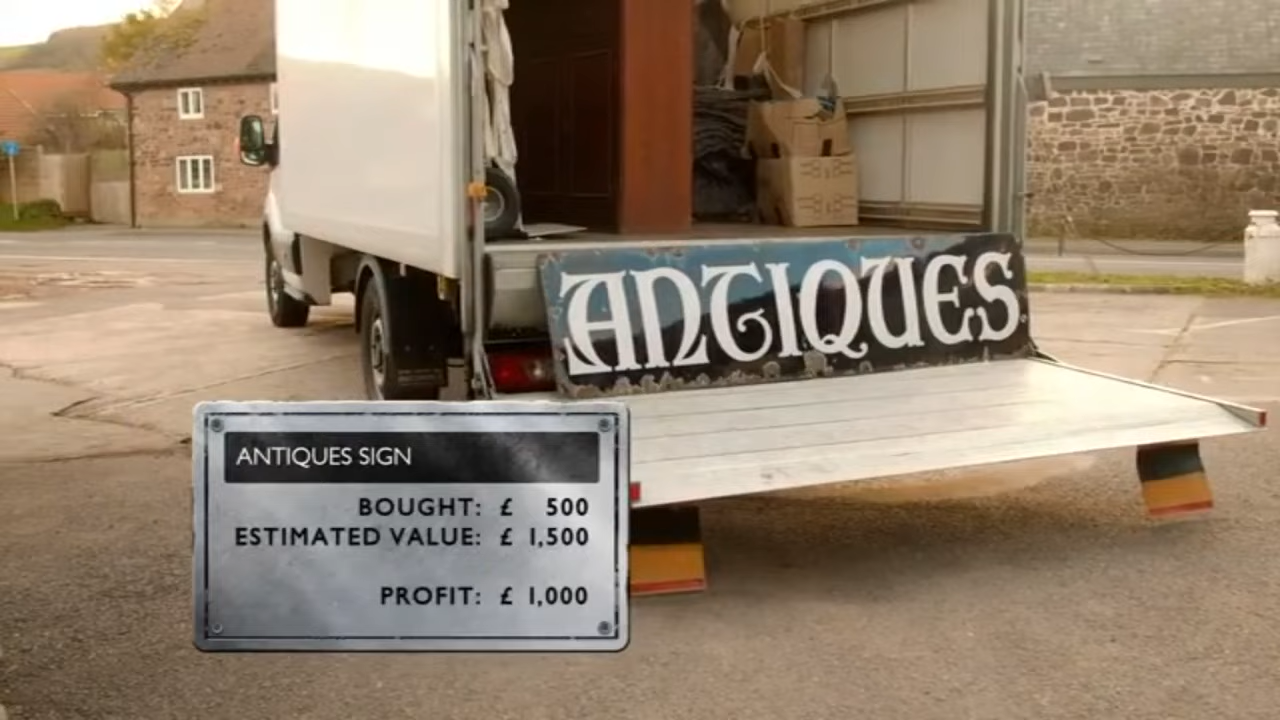 ANTIQUES
ANTIQUES SIGN
BOUGHT: £ 500
ESTIMATED VALUE: £ 1,500
PROFIT: £ 1,000